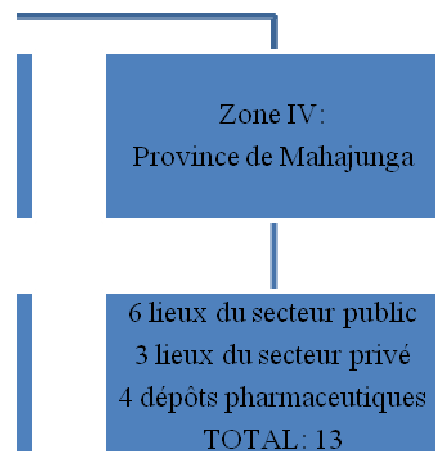 Zone IV:
Province de Mahajunga
6 lieux du secteur public
3 lieux du secteur privé
4 dépôts pharmaceutiques
TOTAL: 13